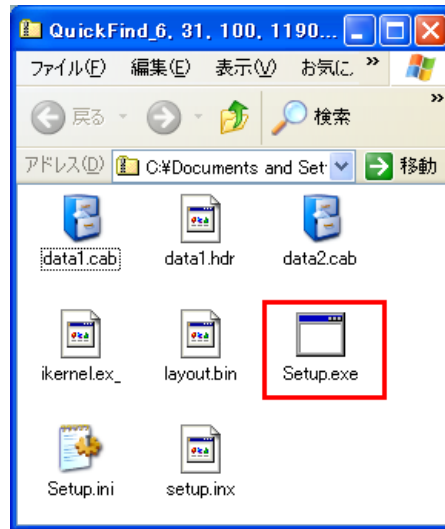 QuickFind_6, 31, 100, 1190...
ファイル(F) 編集(E) 表示(V) お気に »
戻る 検索 »
アドレス(D) C:¥Documents and Set 移動
data1.cab data1.hdr data2.cab
ikernel.ex_ layout.bin Setup.exe
Setup.ini setup.inx